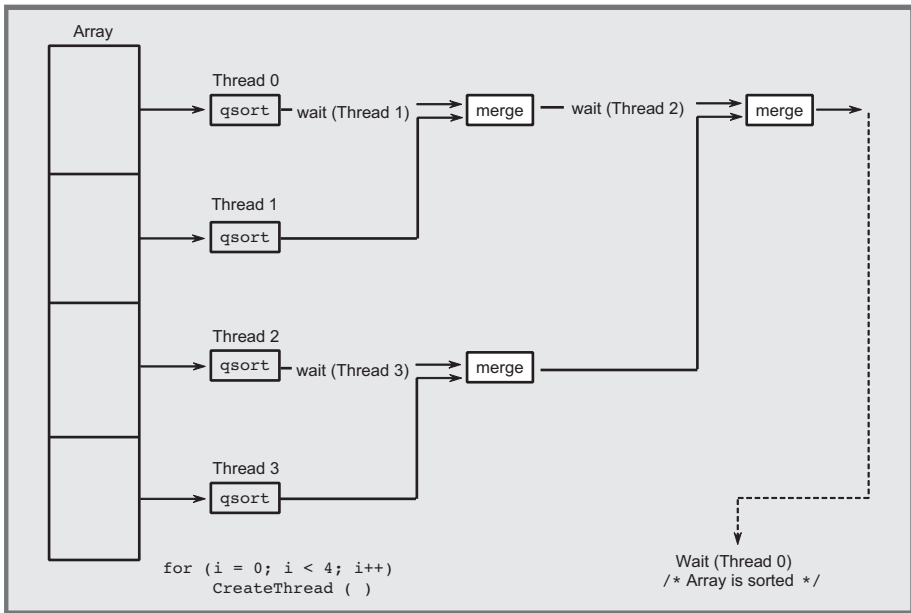 Array
Thread 0
qsort
wait (Thread 1)
merge
wait (Thread 2)
merge
Thread 1
qsort
Thread 2
qsort
wait (Thread 3)
merge
Thread 3
qsort
for (i = 0; i < 4; i++)
CreateThread ( )
Wait (Thread 0)
/* Array is sorted */